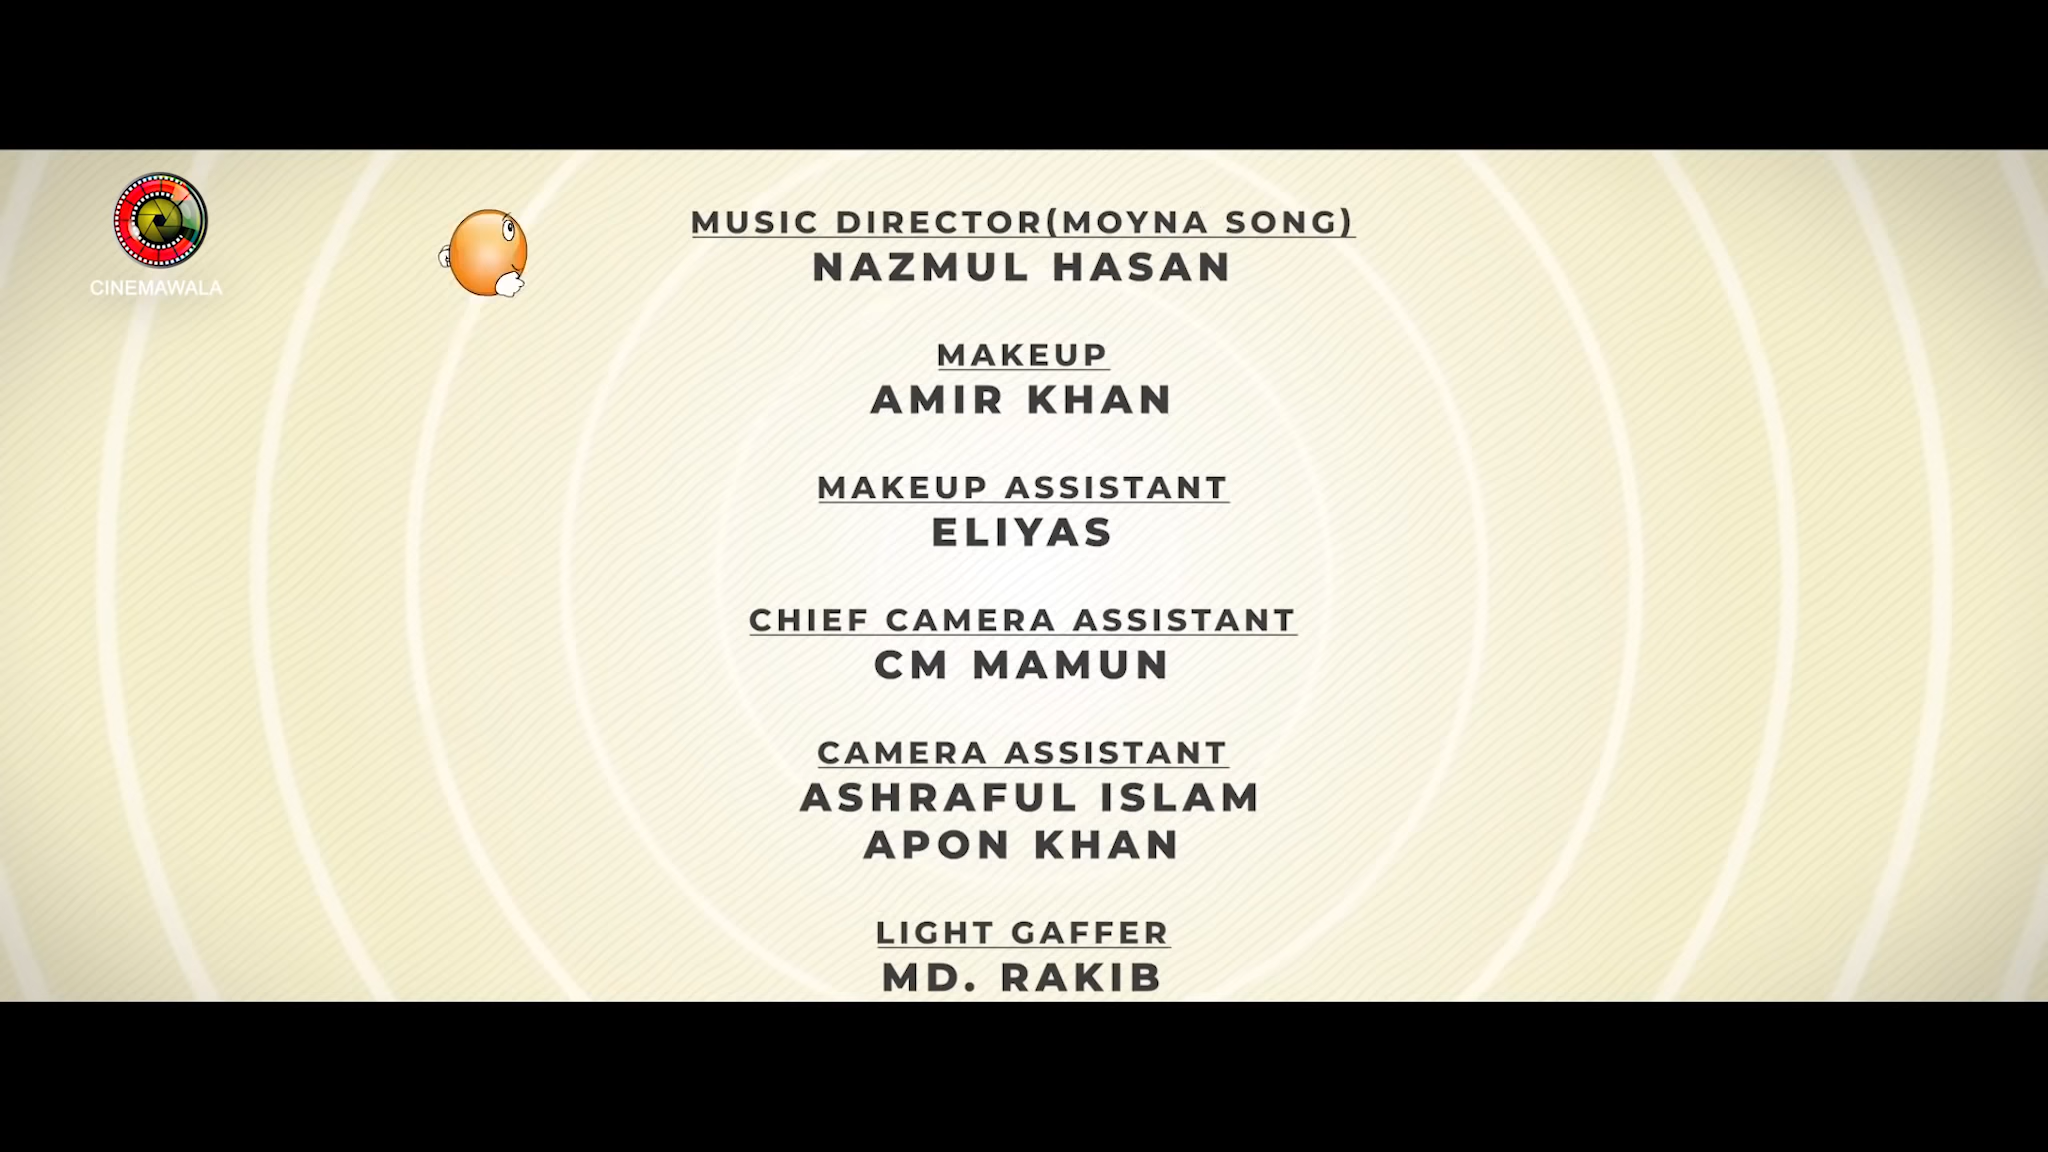 CINEMAWALA
MUSIC DIRECTOR(MOYNA SONG)
NAZMUL HASAN
MAKEUP
AMIR KHAN
MAKEUP ASSISTANT
ELIYAS
CHIEF CAMERA ASSISTANT
CM MAMUN
CAMERA ASSISTANT
ASHRAFUL ISLAM
APON KHAN
LIGHT GAFFER
MD. RAKIB